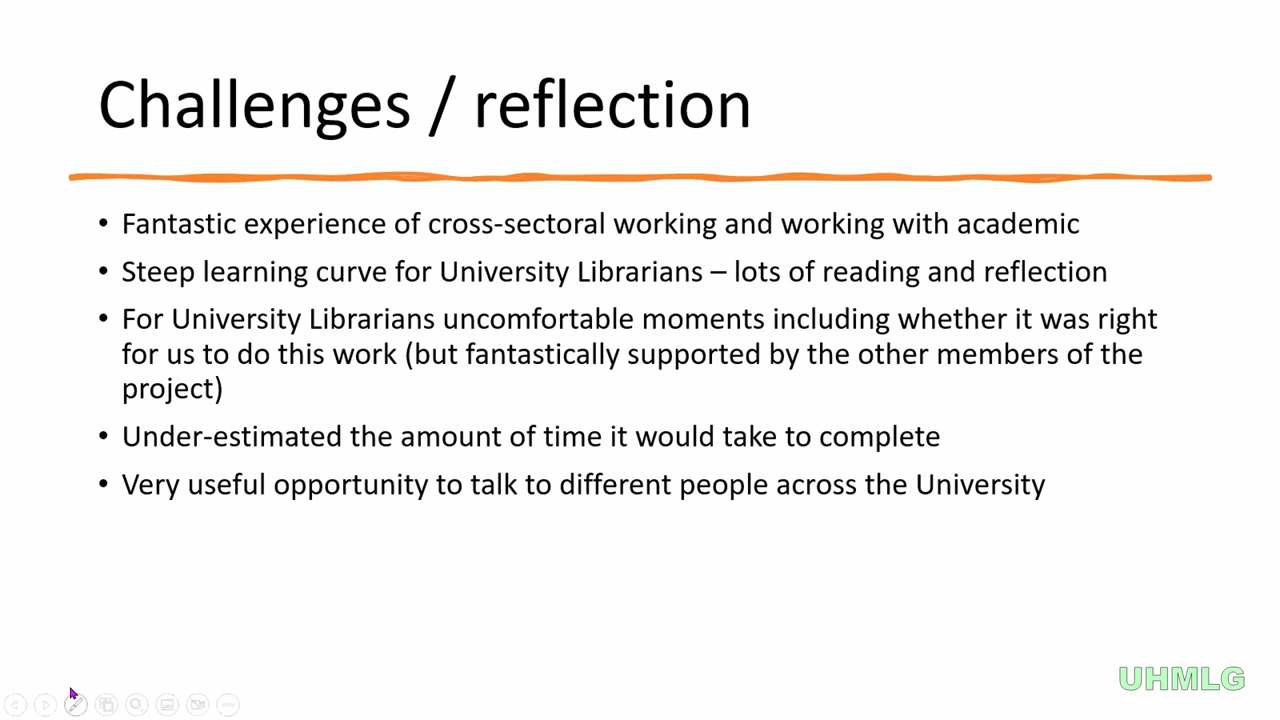 Challenges / reflection
• Fantastic experience of cross-sectoral working and working with academic
• Steep learning curve for University Librarians – lots of reading and reflection
• For University Librarians uncomfortable moments including whether it was right
for us to do this work (but fantastically supported by the other members of the
project)
• Under-estimated the amount of time it would take to complete
• Very useful opportunity to talk to different people across the University
UHMLG